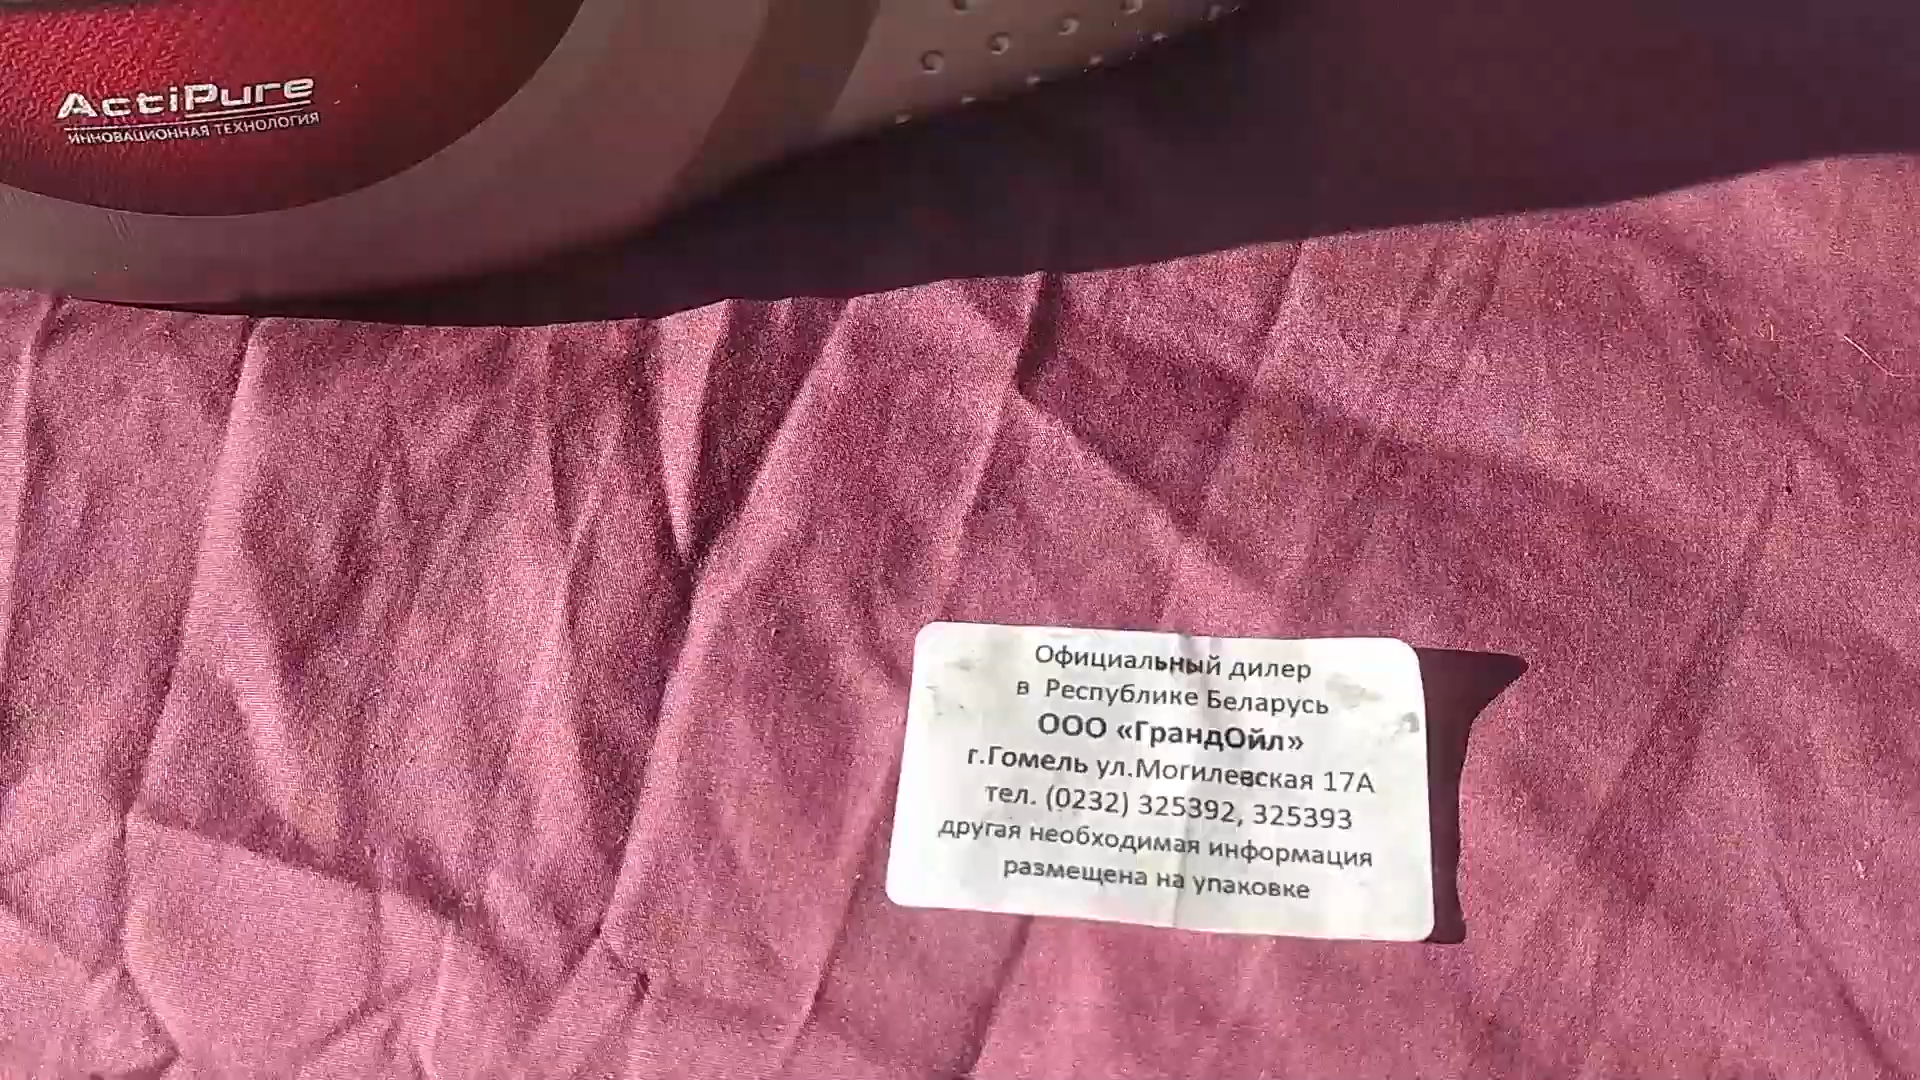 ActiPure
ИННОВАЦИОННАЯ ТЕХНОЛОГИЯ
Официальный дилер
в Республике Беларусь
ООО «ГрандОйл»
г.Гомель ул.Могилевская 17А
тел. (0232) 325392, 325393
другая необходимая информация
размещена на упаковке